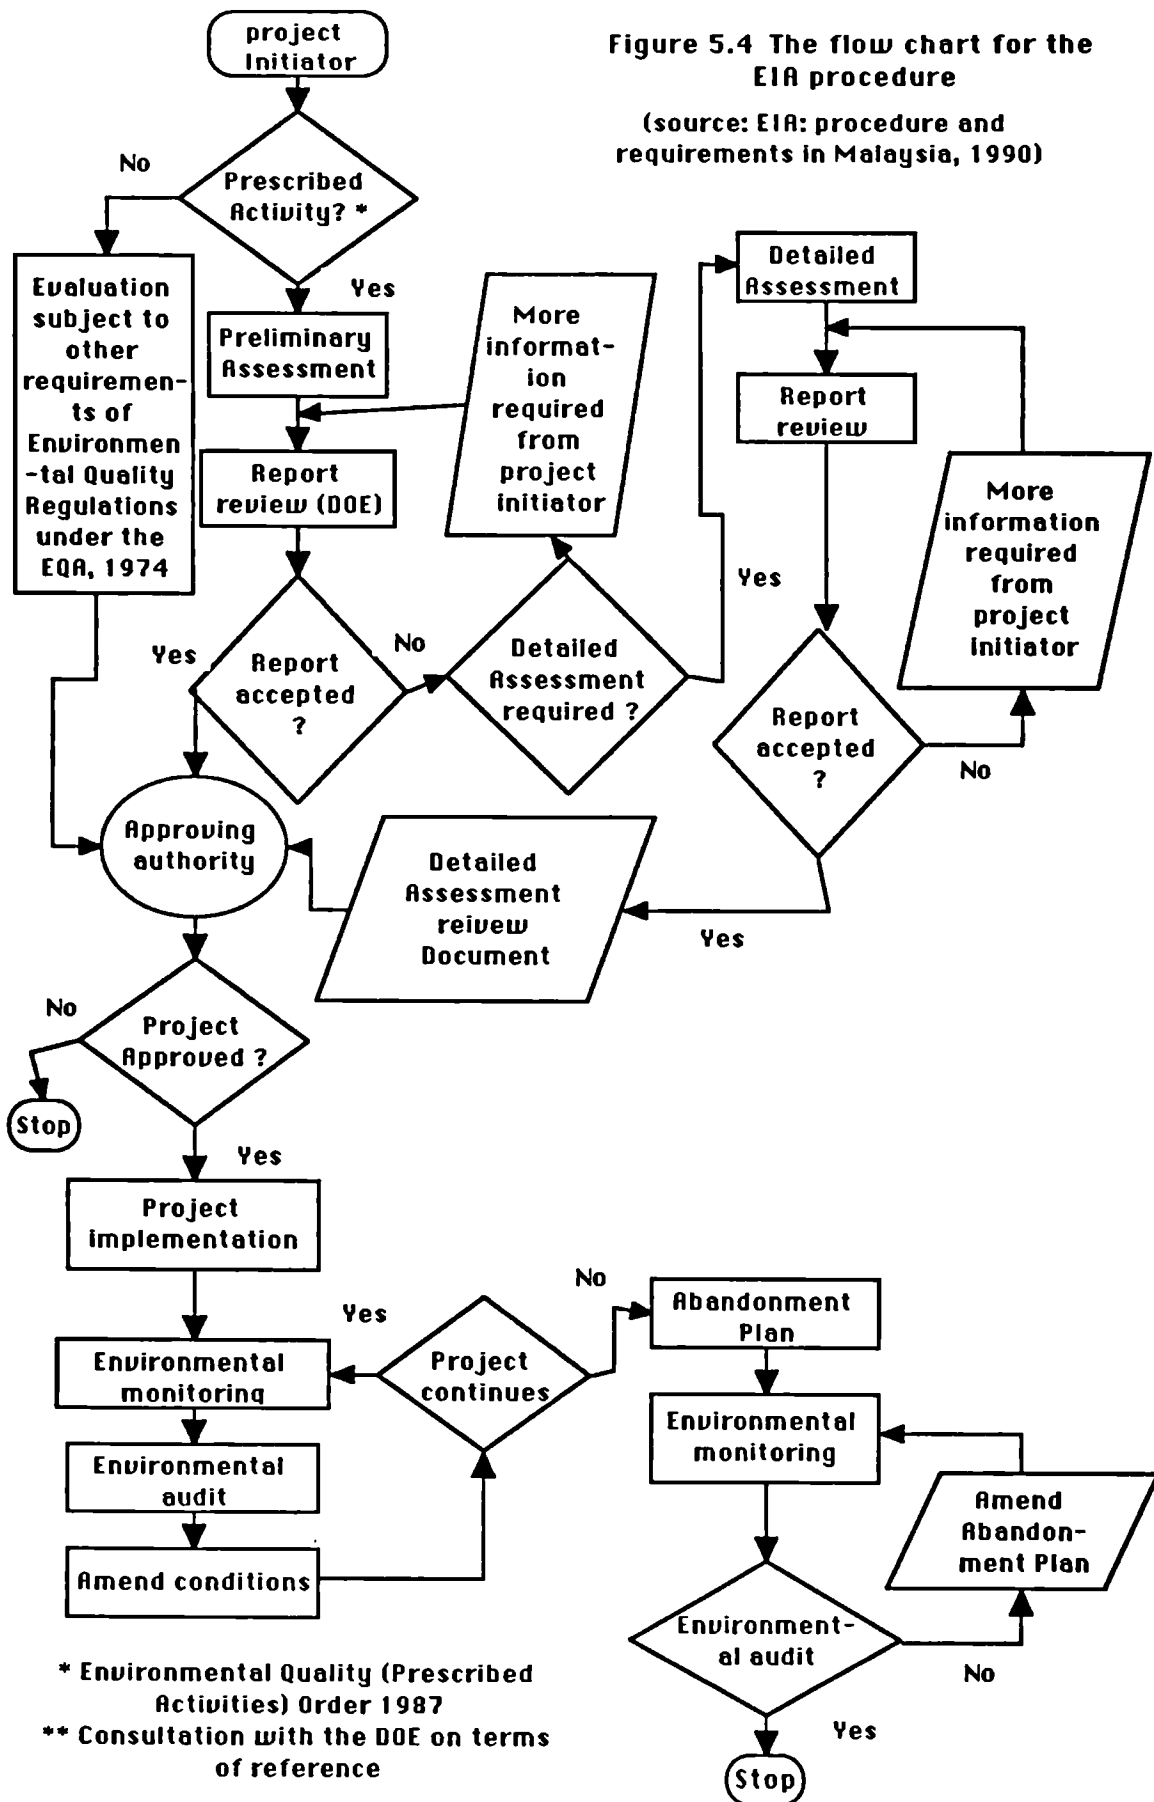 project
Initiator
Figure 5.4 The flow chart for the
EIA procedure
(source: EIA: procedure and
requirements in Malaysia, 1990)
No
Prescribed
Activity? *
Yes
Evaluation
subject to
other
requiremen-
ts of
Environmen
-tal Quality
Regulations
under the
EQA, 1974
Preliminary
Assessment
More
informat-
ion
required
from
project
initiator
Detailed
Assessment
Report
review
Report
review (DOE)
More
information
required
from
project
initiator
Yes
Yes
Report
accepted
?
No
Detailed
Assessment
required ?
Report
accepted
?
No
Approving
authority
Detailed
Assessment
reivew
Document
Yes
No
Project
Approved ?
Stop
Yes
Project
implementation
No
Yes
Abandonment
Plan
Environmental
monitoring
Project
continues
Environmental
monitoring
Environmental
audit
Amend
Abandon-
ment Plan
Amend conditions
Environment-
al audit
No
* Environmental Quality (Prescribed
Activities) Order 1987
** Consultation with the DOE on terms
of reference
Yes
Stop